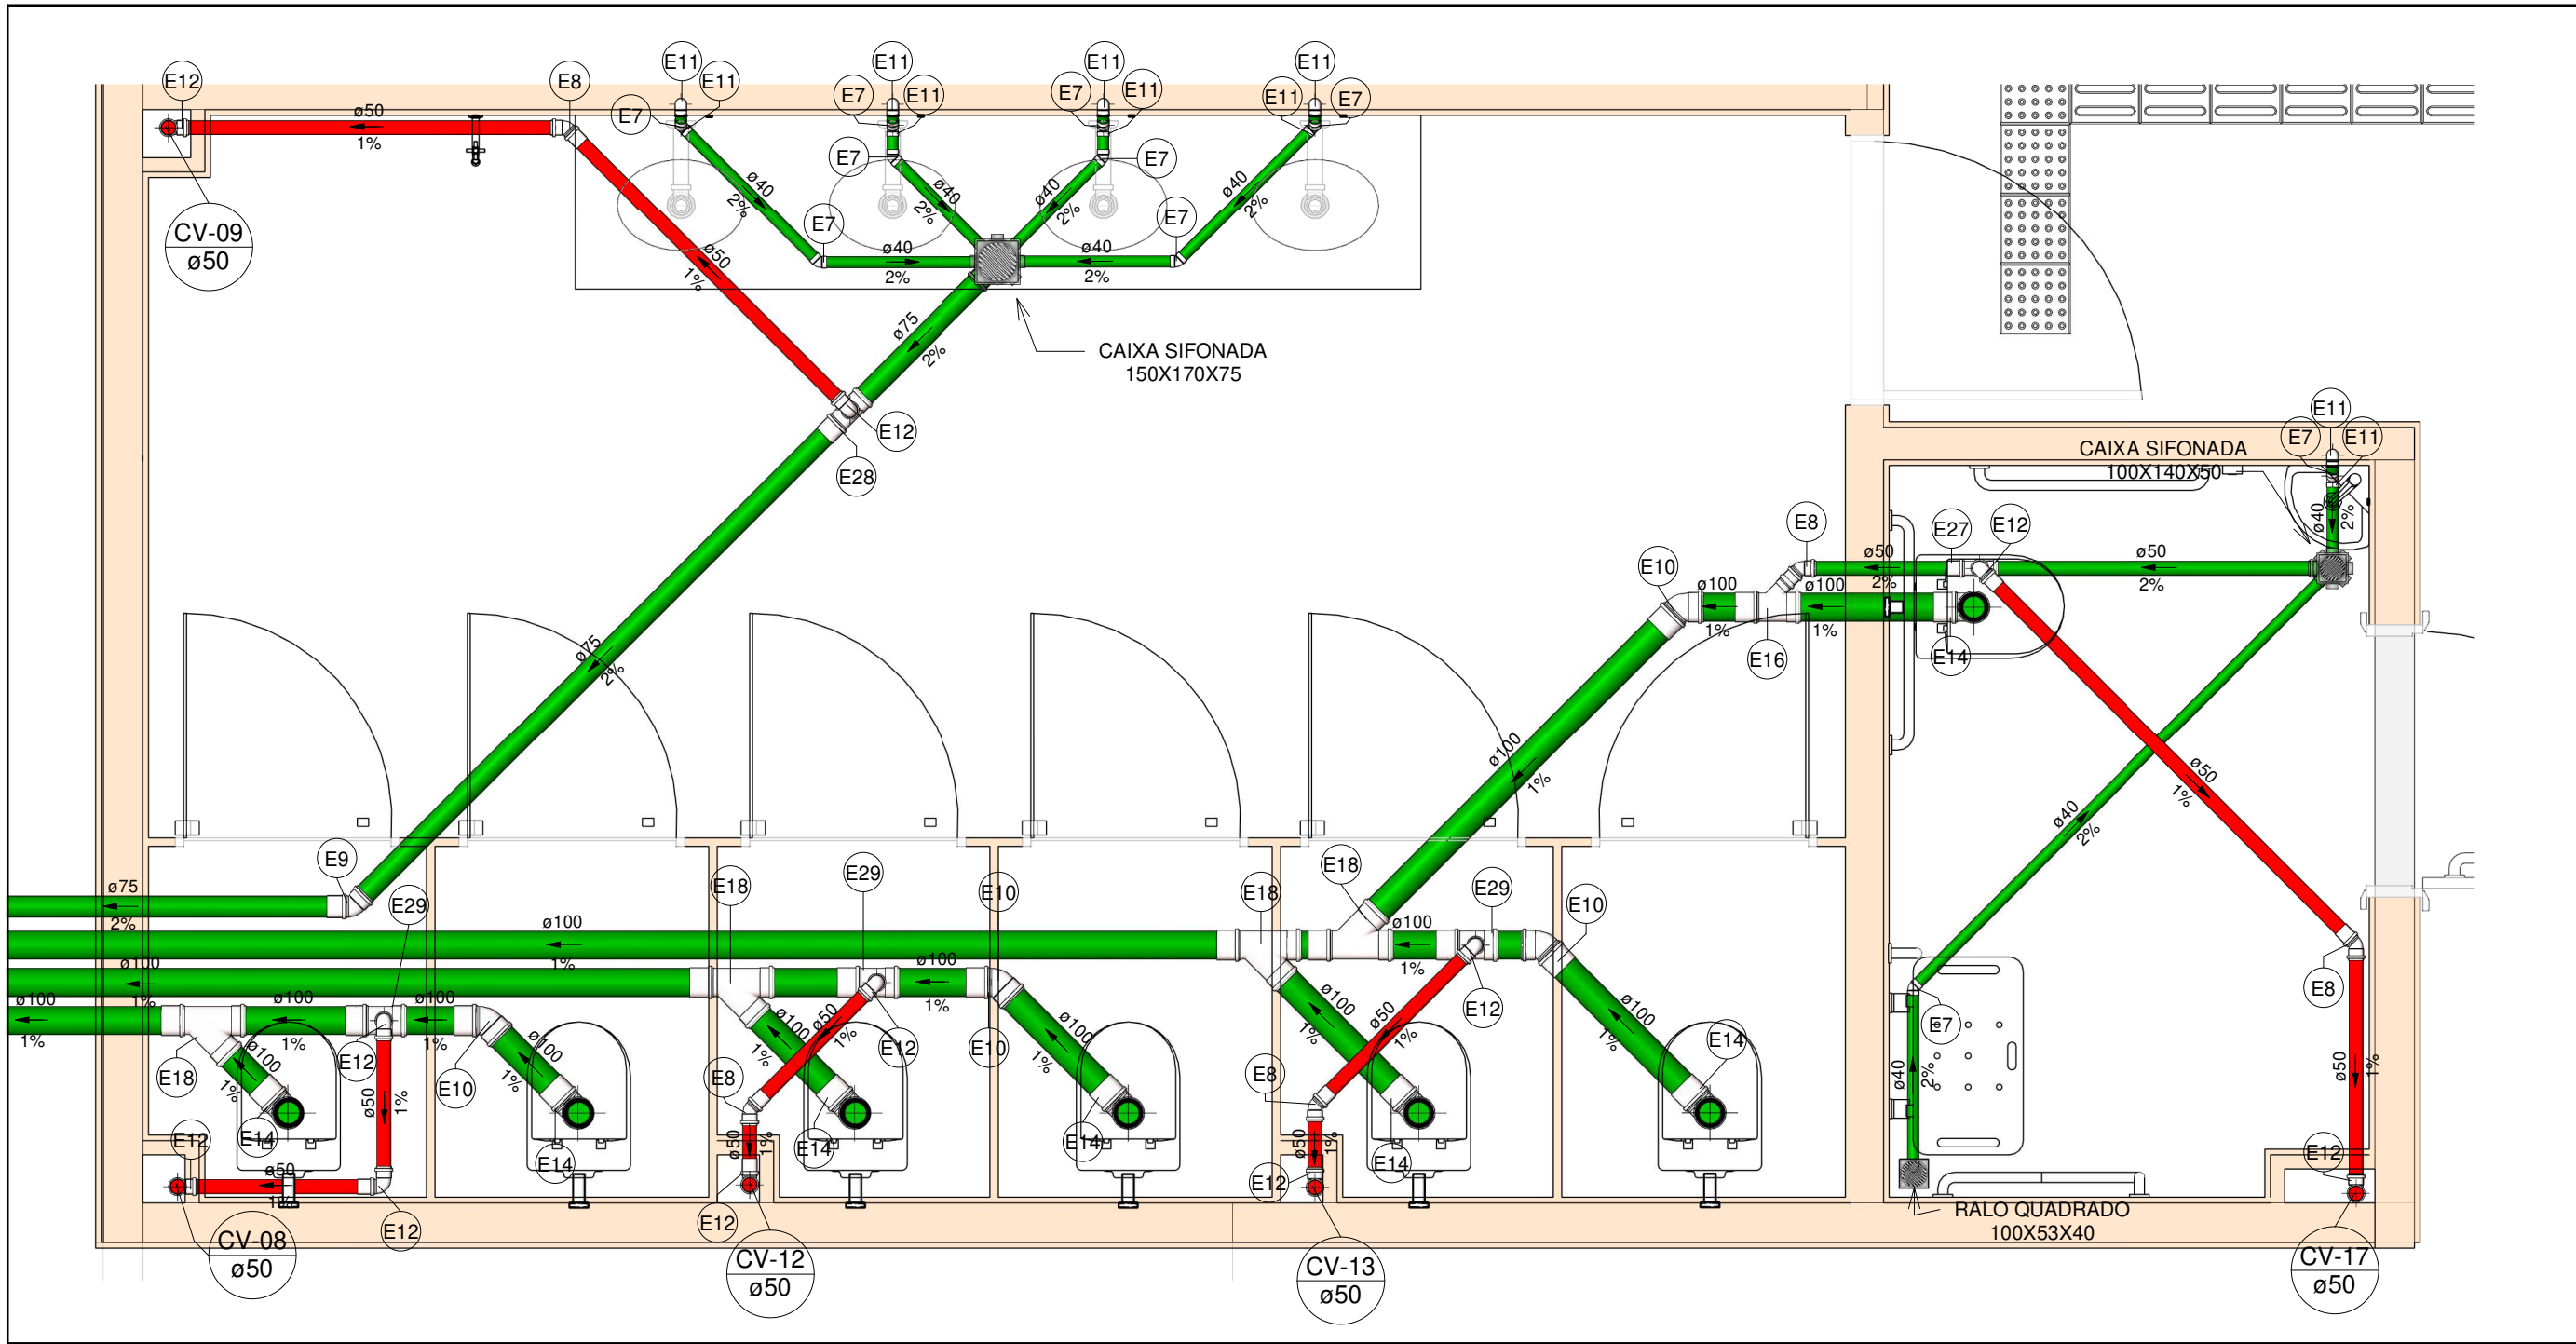 E12
E8
E11
E11
E11
E11
E11
E11
E11
E11
E7
E7
E7
E7
ø50
1%
E7
E7
E7
E7
ø40
2%
ø40
2%
ø40
2%
ø40
2%
CV-09
ø50
ø50
1%
ø40
2%
ø40
2%
ø75
2%
CAIXA SIFONADA
150X170X75
E12
E28
E11
E7
E11
CAIXA SIFONADA
100X140X50
ø40
2%
E8
E27
E12
ø50
2%
ø50
2%
E10
ø100
1%
ø100
1%
E16
E14
ø75
2%
ø100
1%
ø50
1%
ø40
2%
E9
E18
E29
E10
E18
E18
E29
E10
ø75
2%
E29
ø100
1%
ø100
1%
E8
ø100
1%
ø100
1%
ø100
1%
ø100
1%
ø100
1%
E12
E10
E12
E10
E12
E7
E18
ø100
1%
ø100
1%
ø100
1%
ø50
1%
ø100
1%
ø100
1%
ø50
1%
ø100
1%
E14
E8
E8
ø50
1%
ø40
2%
ø50
1%
E14
E14
E14
E14
E14
E12
ø50
1%
ø50
1%
ø50
1%
E12
E12
E12
E12
RALO QUADRADO
100X53X40
CV-08
ø50
CV-12
ø50
CV-13
ø50
CV-17
ø50